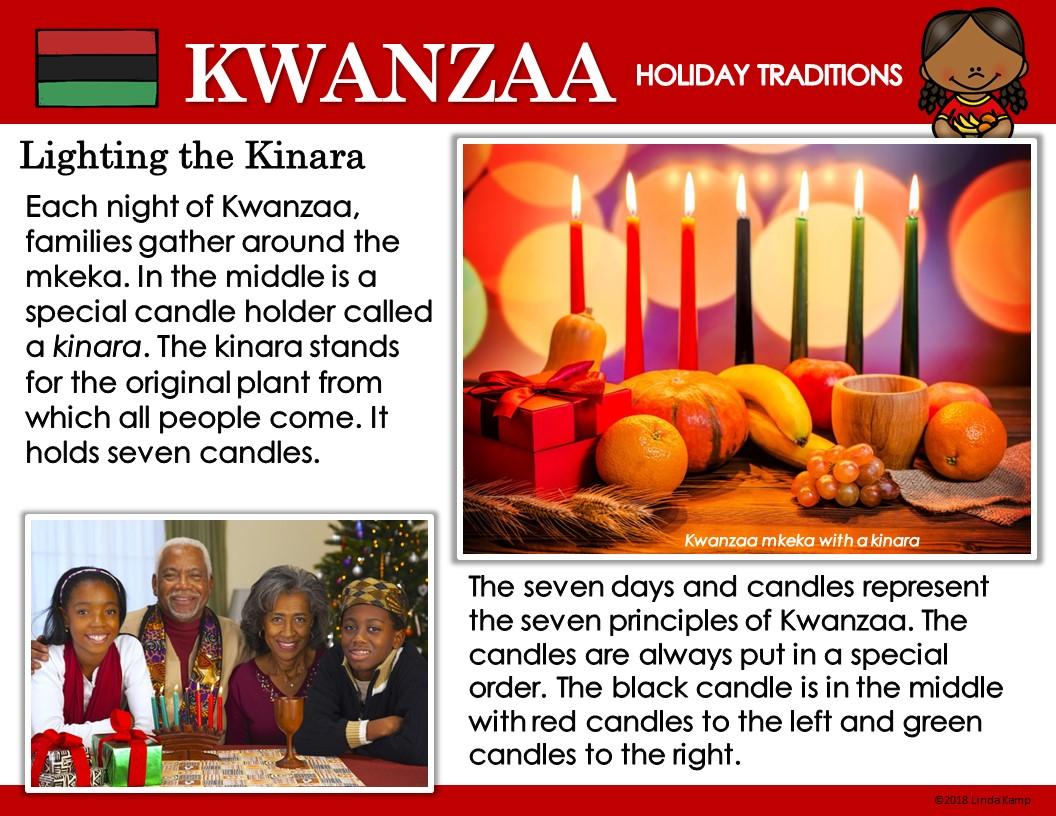 KWANZAA HOLIDAY TRADITIONS
Lighting the Kinara
Each night of Kwanzaa,
families gather around the
mkeka. In the middle is a
special candle holder called
a kinara. The kinara stands
for the original plant from
which all people come. It
holds seven candles.
Kwanzaa mkeka with a kinara
The seven days and candles represent
the seven principles of Kwanzaa. The
candles are always put in a special
order. The black candle is in the middle
with red candles to the left and green
candles to the right.
©2018 Linda Kamp